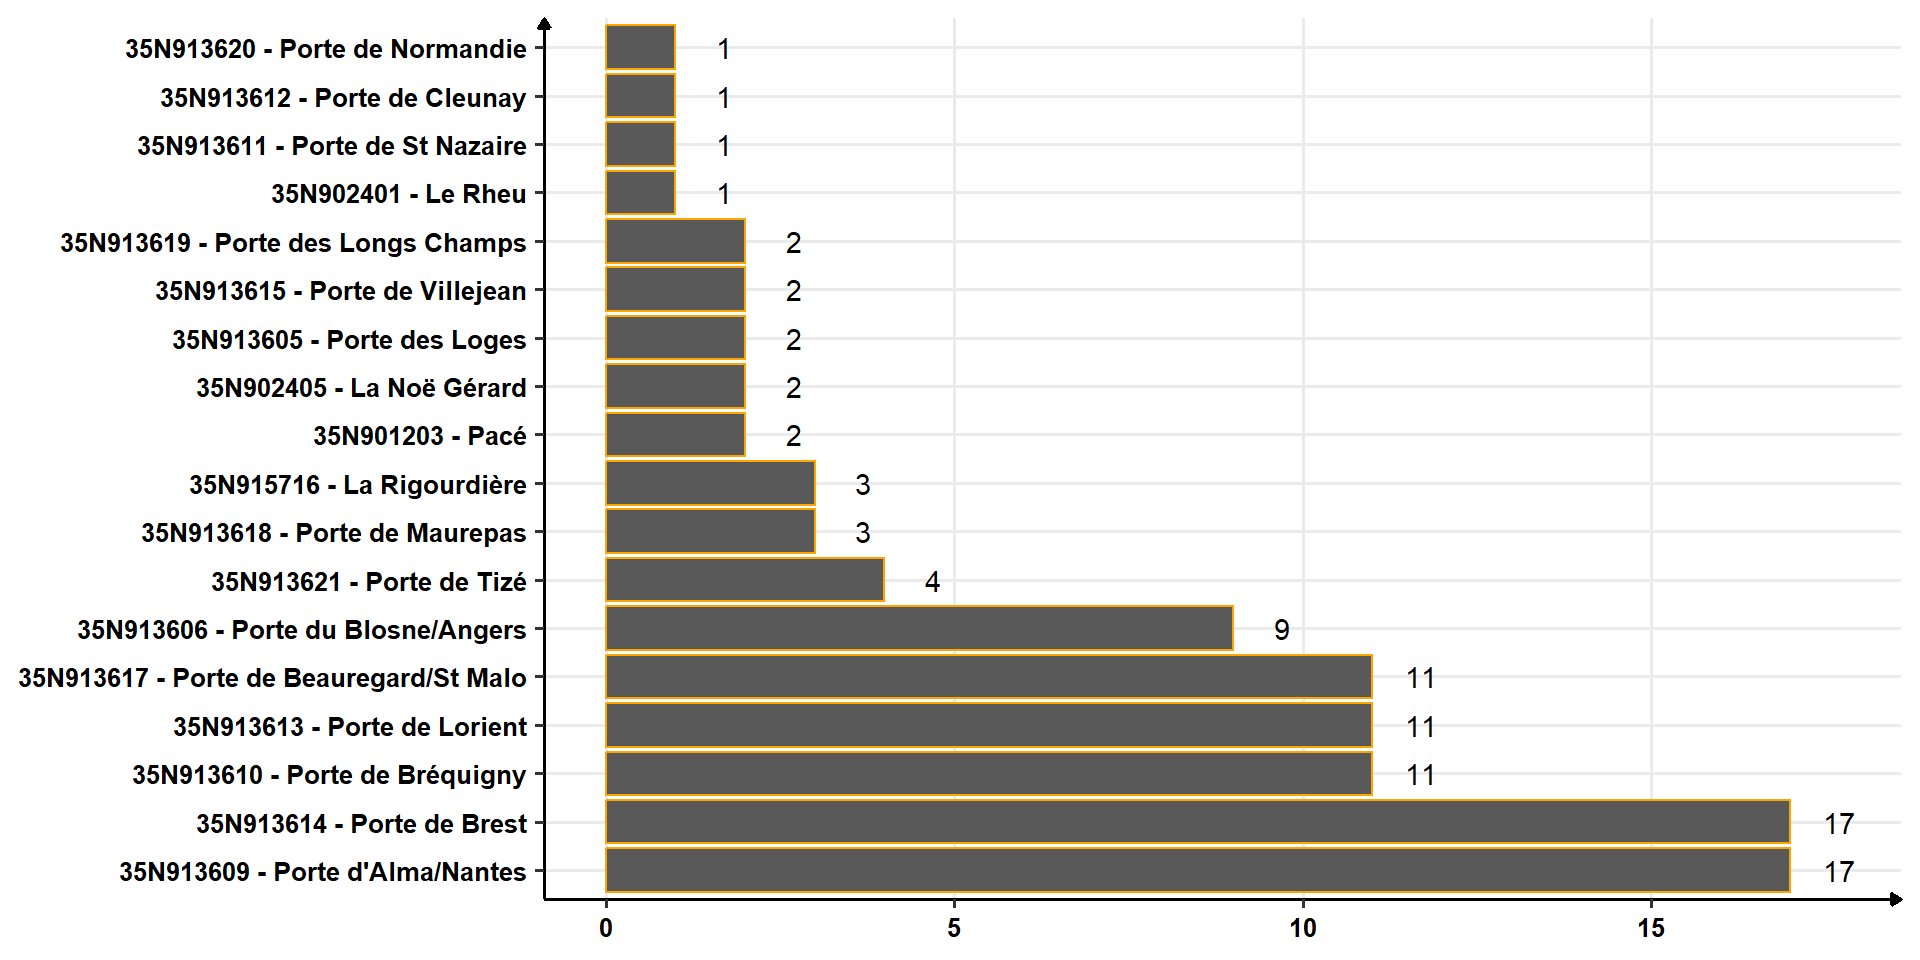 35N913620 - Porte de Normandie 1
35N913612 - Porte de Cleunay 1
35N913611 - Porte de St Nazaire 1
35N902401 - Le Rheu 1
35N913619 - Porte des Longs Champs 2
35N913615 - Porte de Villejean 2
35N913605 - Porte des Loges 2
35N902405 - La Noë Gérard 2
35N901203 - Pacé 2
35N915716 - La Rigourdière 3
35N913618 - Porte de Maurepas 3
35N913621 - Porte de Tizé 4
35N913606 - Porte du Blosne/Angers 9
35N913617 - Porte de Beauregard/St Malo 11
35N913613 - Porte de Lorient 11
35N913610 - Porte de Bréquigny 11
35N913614 - Porte de Brest 17
35N913609 - Porte d'Alma/Nantes 17
0 5 10 15